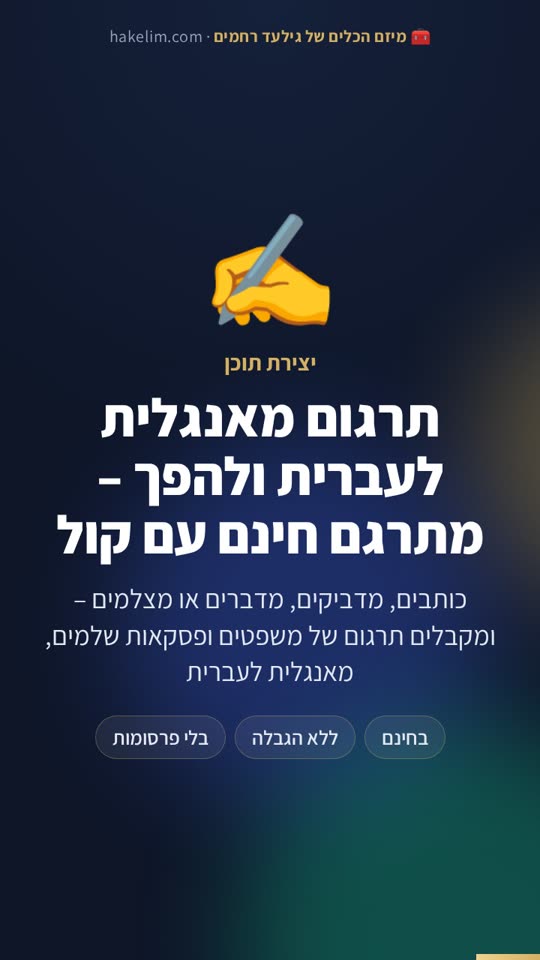 🧰 מיזם הכלים של גילעד רחמים · hakelim.com
יצירת תוכן
תרגום מאנגלית
לעברית ולהפך –
מתרגם חינם עם קול
כותבים, מדביקים, מדברים או מצלמים –
ומקבלים תרגום של משפטים ופסקאות שלמים,
מאנגלית לעברית
בחינם
ללא הגבלה
בלי פרסומות